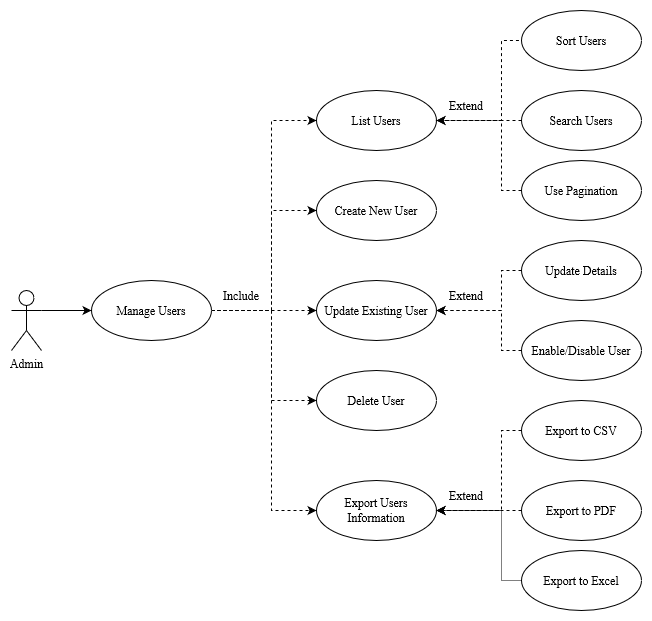 Sort Users
List Users
Extend
Search Users
Use Pagination
Create New User
Admin
Manage Users
Include
Update Existing User
Extend
Update Details
Enable/Disable User
Delete User
Export Users
Information
Extend
Export to CSV
Export to PDF
Export to Excel